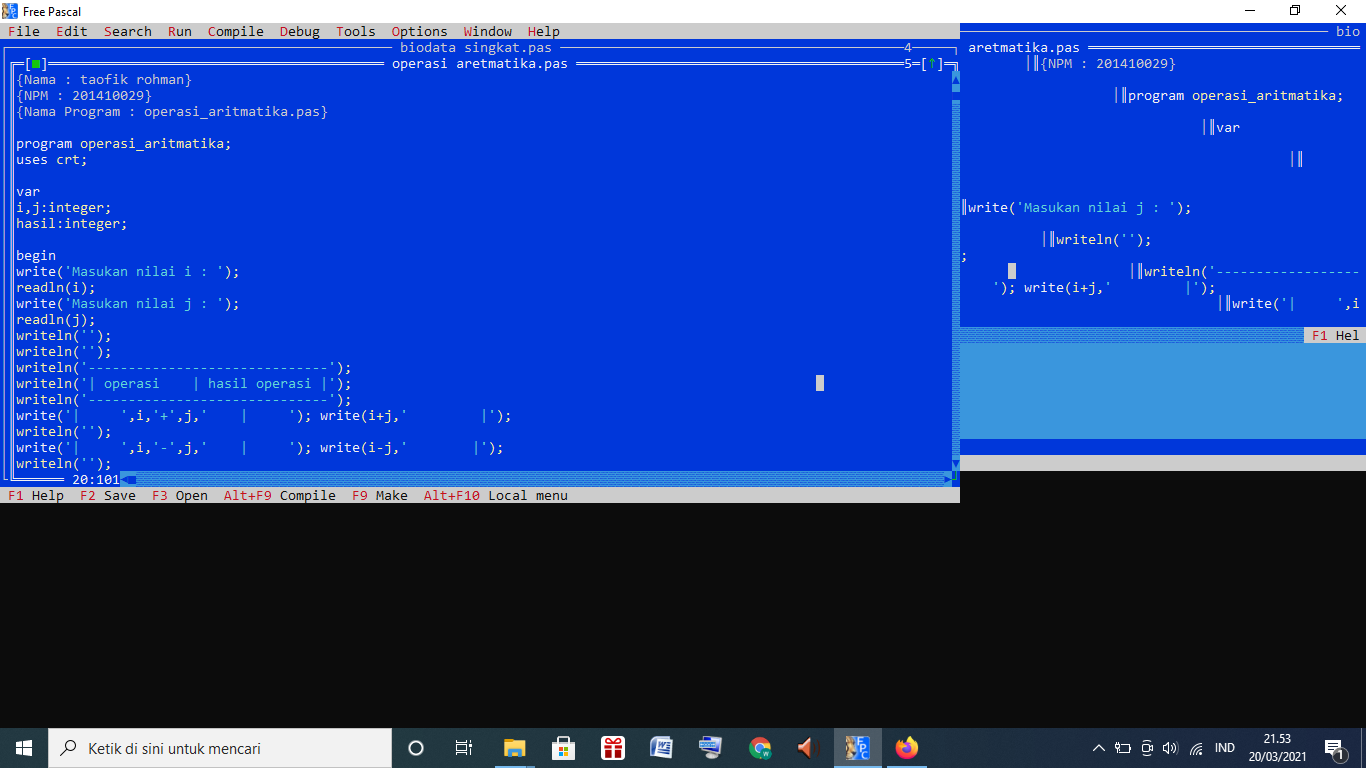 Free Pascal
File Edit Search Run Compile Debug Tools Options Window Help
biodata singkat.pas 4
[■] operasi aretmatika.pas 5=[↑]
{Nama : taofik rohman}
{NPM : 201410029}
{Nama Program : operasi_aritmatika.pas}
program operasi_aritmatika;
uses crt;
var
i,j:integer;
hasil:integer;
begin
write('Masukan nilai i : ');
readln(i);
write('Masukan nilai j : ');
readln(j);
writeln('');
writeln('');
writeln('------------------------------');
writeln('| operasi    | hasil operasi |');
writeln('------------------------------');
write('|     ',i,'+',j,'    |     '); write(i+j,'         |');
writeln('');
write('|     ',i,'-',j,'    |     '); write(i-j,'        |');
writeln('');
20:101
F1 Help F2 Save F3 Open Alt+F9 Compile F9 Make Alt+F10 Local menu
bio
aretmatika.pas
{NPM : 201410029}
program operasi_aritmatika;
var
write('Masukan nilai j : ');
writeln('');
;
writeln('------------------
'); write(i+j,'         |');
write('|     ',i
F1 Hel
Ketik di sini untuk mencari
IND
21.53
20/03/2021
1